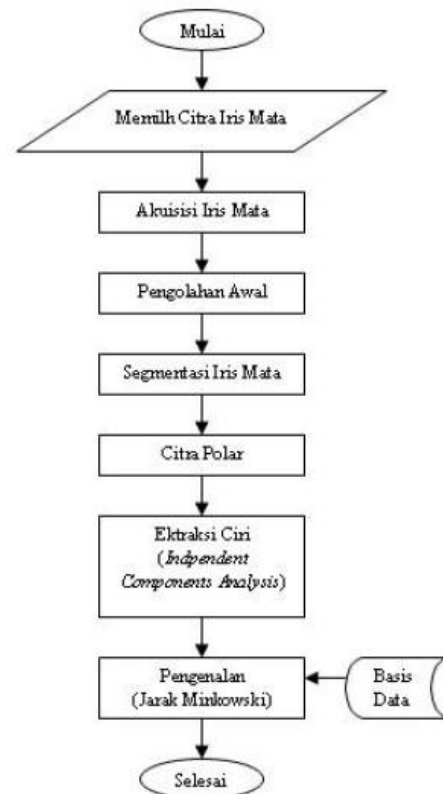 Mulai
Memilh Citra Iris Mata
Akuisisi Iris Mata
Pengolahan Awal
Segmentasi Iris Mata
Citra Polar
Ektraksi Ciri
(Indpendent
Components Analysis)
Pengenalan
(Jarak Minkowski)
Basis
Data
Selesai